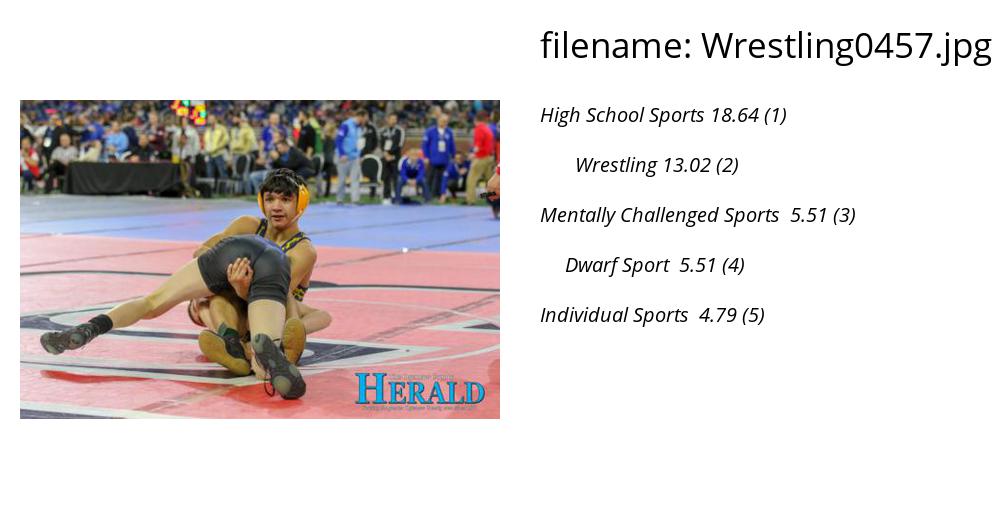 filename: Wrestling0457.jpg
High School Sports 18.64 (1)
Wrestling 13.02 (2)
Mentally Challenged Sports 5.51 (3)
Dwarf Sport 5.51 (4)
Individual Sports 4.79 (5)
HERALD